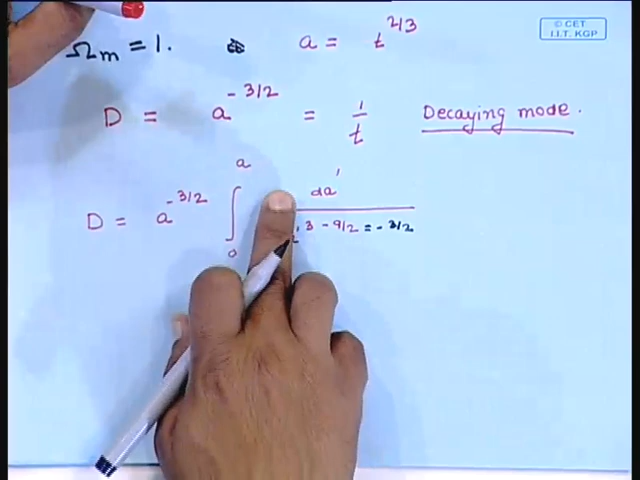 © CET
I.I.T. KGP
Ωm = 1. a = t^2/3
D = a^-3/2 = 1/t Decaying mode.
D = a^-3/2 ∫_0^a da' / ' 3 - 9/2 = - 3/2